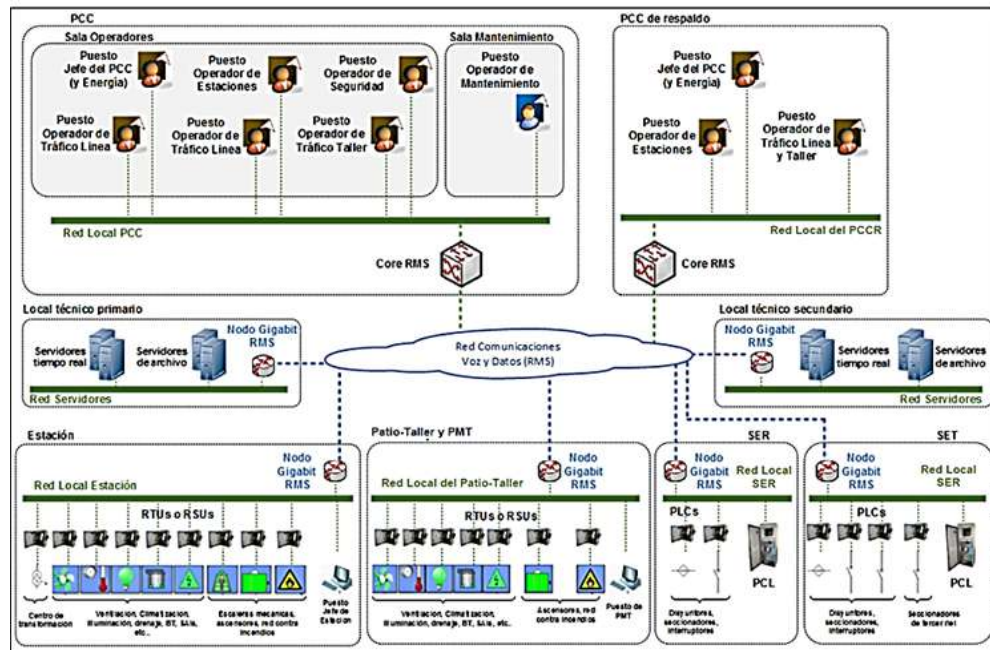 PCC
Sala Operadores
Puesto
Jefe del PCC
(y Energía)
Puesto
Operador de
Estaciones
Puesto
Operador de
Seguridad
Puesto
Operador de
Tráfico Línea
Puesto
Operador de
Tráfico Línea
Puesto
Operador de
Tráfico Taller
Sala Mantenimiento
Puesto
Operador de
Mantenimiento
Red Local PCC
Core RMS
PCC de respaldo
Puesto
Jefe del PCC
(y Energía)
Puesto
Operador de
Estaciones
Puesto
Operador de
Tráfico Línea
y Taller
Red Local del PCCR
Core RMS
Local técnico primario
Servidores
tiempo real
Servidores
de archivo
Nodo Gigabit
RMS
Red Servidores
Red Comunicaciones
Voz y Datos (RMS)
Local técnico secundario
Nodo Gigabit
RMS
Servidores
tiempo real
Servidores
de archivo
Red Servidores
Estación
Nodo
Gigabit
RMS
Red Local Estación
RTUs o RSUs
Centro de
transformación
Ventilación, Climatización,
Iluminación, drenaje, BT, SAIs,
etc..
Escaleras mecánicas,
ascensores, red contra
incendios
Puesto
Jefe de
Estación
Patio-Taller y PMT
Nodo
Gigabit
RMS
Red Local del Patio-Taller
RTUs o RSUs
Ventilación, Climatización,
Iluminación, drenaje, BT, SAIs, etc..
Ascensores, red
contra incendios
Puesto de
PMT
SER
Nodo
Gigabit
RMS
Red Local
SER
PLCs
PCL
Disyuntores,
seccionadores,
interruptores
SET
Nodo
Gigabit
RMS
Red Local
SER
PLCs
PCL
Disyuntores,
seccionadores,
interruptores
Seccionadores
de tercer riel